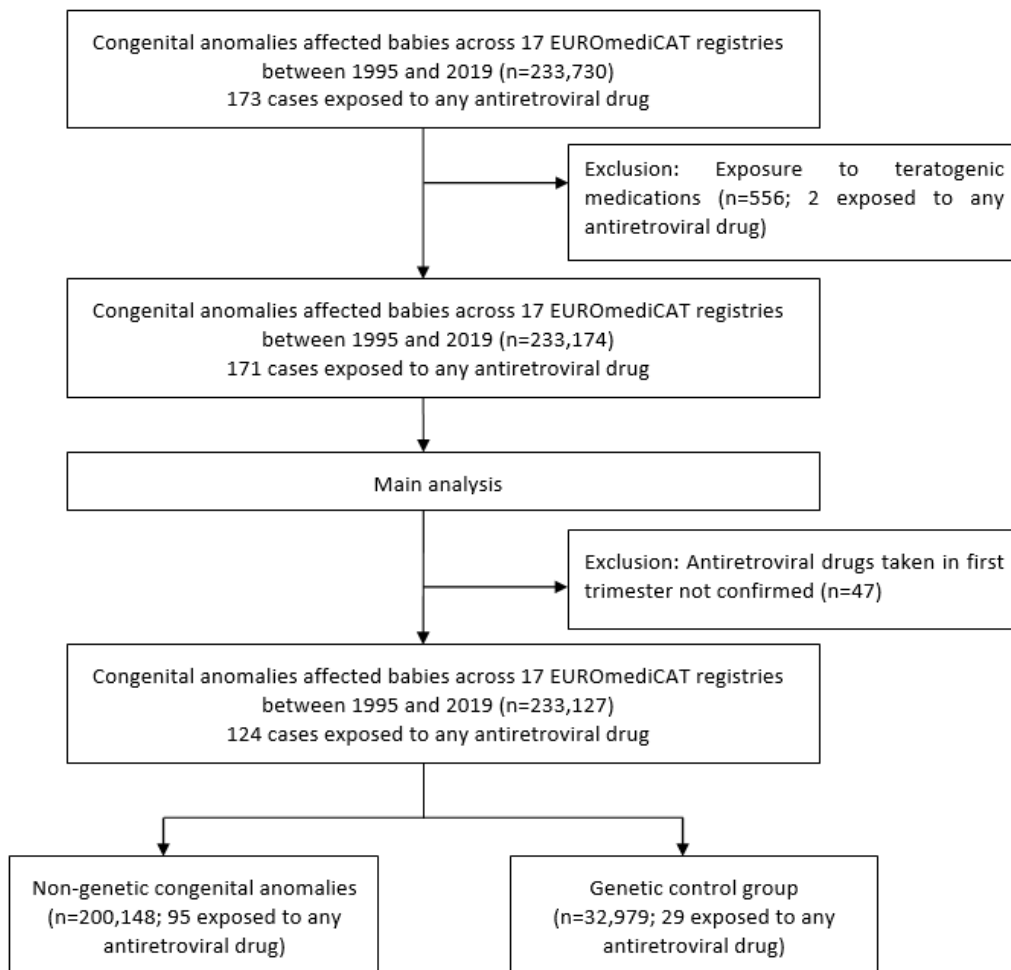 Congenital anomalies affected babies across 17 EUROmediCAT registries
between 1995 and 2019 (n=233,730)
173 cases exposed to any antiretroviral drug
Exclusion: Exposure to teratogenic
medications (n=556; 2 exposed to any
antiretroviral drug)
Congenital anomalies affected babies across 17 EUROmediCAT registries
between 1995 and 2019 (n=233,174)
171 cases exposed to any antiretroviral drug
Main analysis
Exclusion: Antiretroviral drugs taken in first
trimester not confirmed (n=47)
Congenital anomalies affected babies across 17 EUROmediCAT registries
between 1995 and 2019 (n=233,127)
124 cases exposed to any antiretroviral drug
Non-genetic congenital anomalies
(n=200,148; 95 exposed to any
antiretroviral drug)
Genetic control group
(n=32,979; 29 exposed to any
antiretroviral drug)